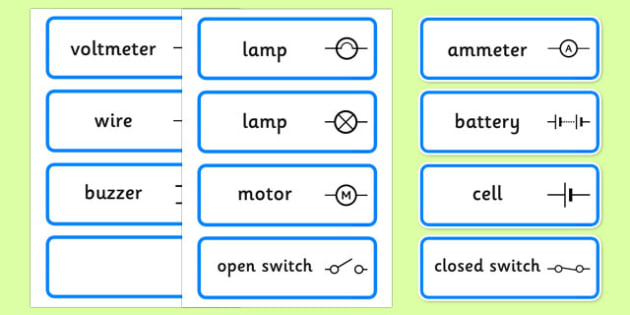 voltmeter
wire
buzzer
lamp
lamp
motor M
open switch
ammeter A
battery
cell
closed switch